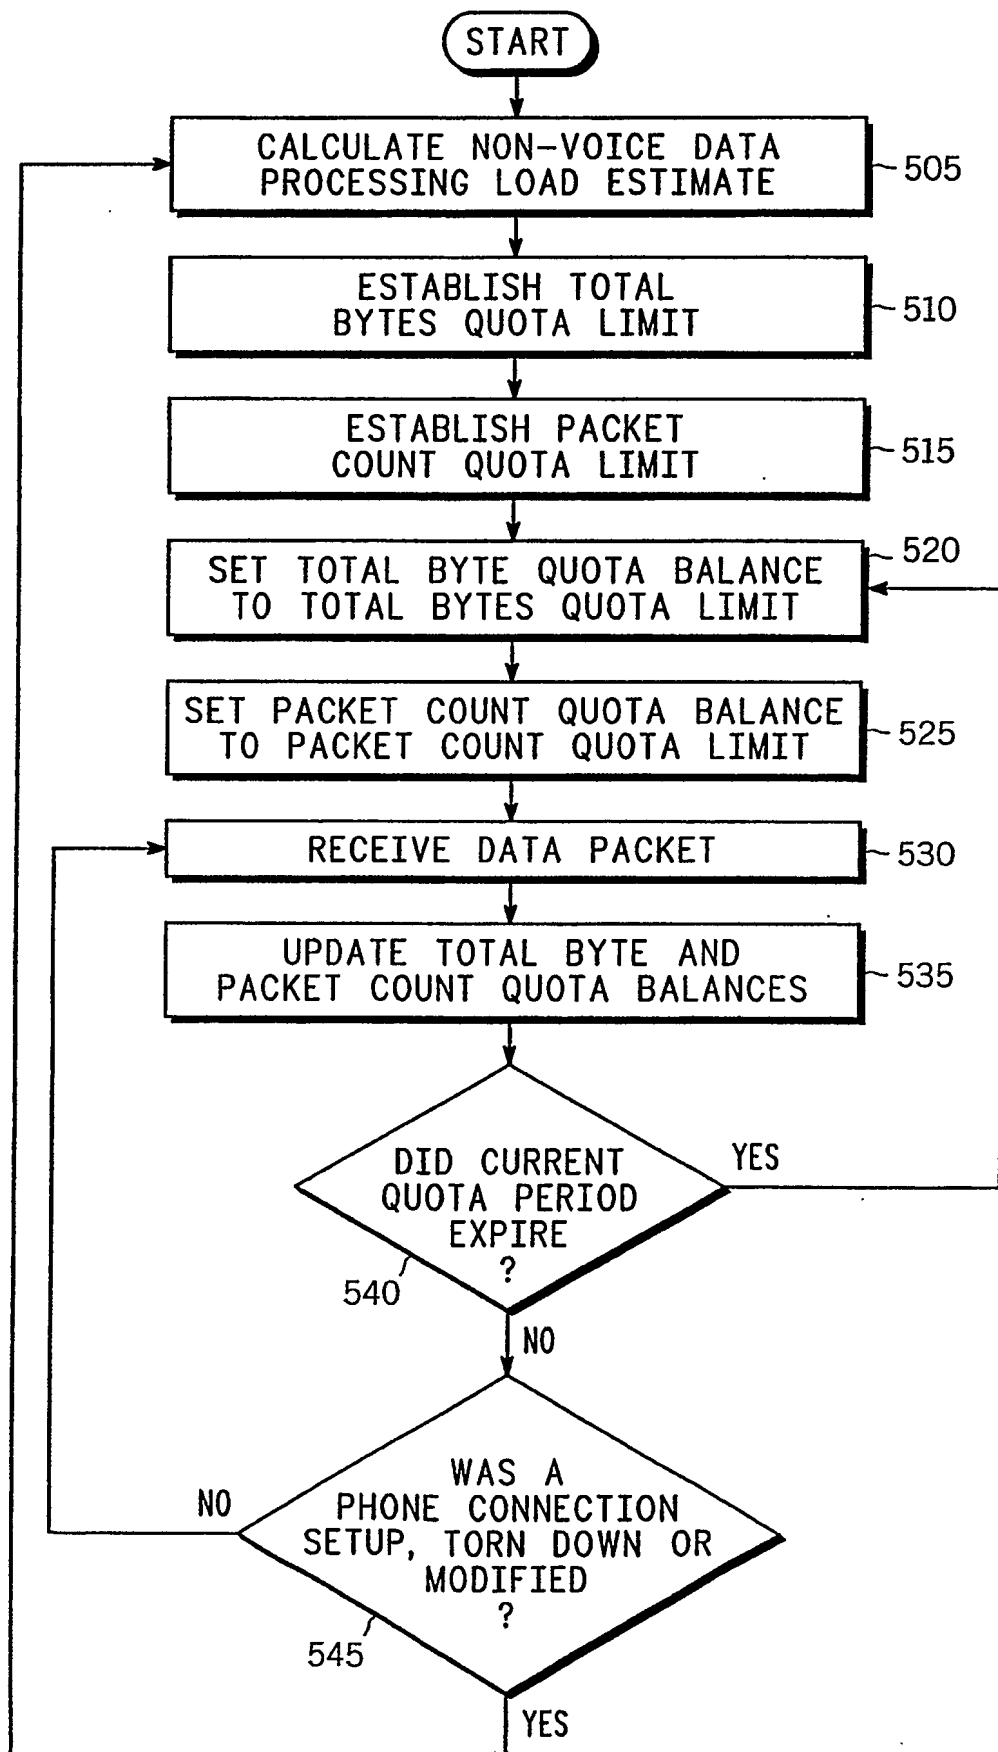 START
CALCULATE NON-VOICE DATA
PROCESSING LOAD ESTIMATE
505
ESTABLISH TOTAL
BYTES QUOTA LIMIT
510
ESTABLISH PACKET
COUNT QUOTA LIMIT
515
SET TOTAL BYTE QUOTA BALANCE
TO TOTAL BYTES QUOTA LIMIT
520
SET PACKET COUNT QUOTA BALANCE
TO PACKET COUNT QUOTA LIMIT
525
RECEIVE DATA PACKET
530
UPDATE TOTAL BYTE AND
PACKET COUNT QUOTA BALANCES
535
DID CURRENT
QUOTA PERIOD
EXPIRE
?
YES
540
NO
WAS A
PHONE CONNECTION
SETUP, TORN DOWN OR
MODIFIED
?
NO
545
YES